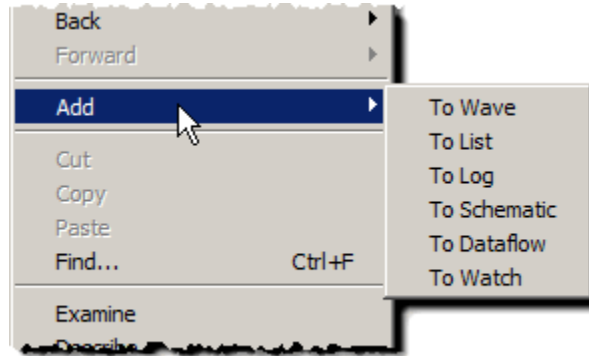 Back
Forward
Add
Cut
Copy
Paste
Find... Ctrl+F
Examine
Describe
To Wave
To List
To Log
To Schematic
To Dataflow
To Watch